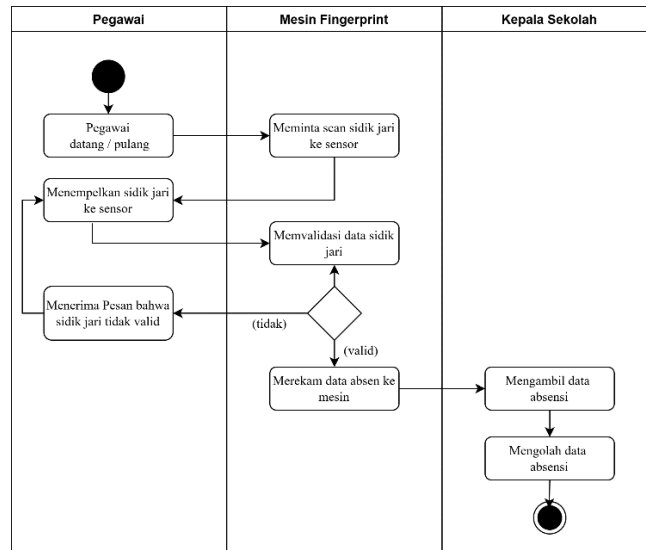 Pegawai
Mesin Fingerprint
Kepala Sekolah
Pegawai
datang / pulang
Meminta scan sidik jari
ke sensor
Menempelkan sidik jari
ke sensor
Memvalidasi data sidik
jari
Menerima Pesan bahwa
sidik jari tidak valid
(tidak)
(valid)
Merekam data absen ke
mesin
Mengambil data
absensi
Mengolah data
absensi